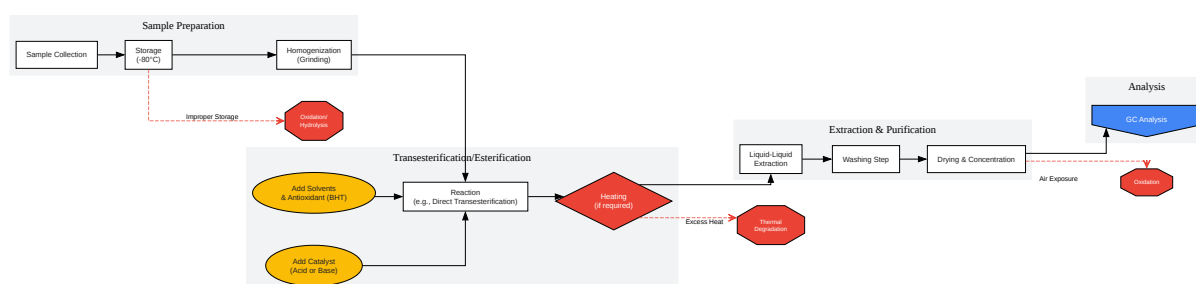 Sample Preparation
Sample Collection
Storage
(-80°C)
Homogenization
(Grinding)
Improper Storage
Oxidation/
Hydrolysis
Transesterification/Esterification
Add Solvents
& Antioxidant (BHT)
Reaction
(e.g., Direct Transesterification)
Heating
(if required)
Add Catalyst
(Acid or Base)
Excess Heat
Thermal
Degradation
Extraction & Purification
Liquid-Liquid
Extraction
Washing Step
Drying & Concentration
Air Exposure
Oxidation
Analysis
GC Analysis